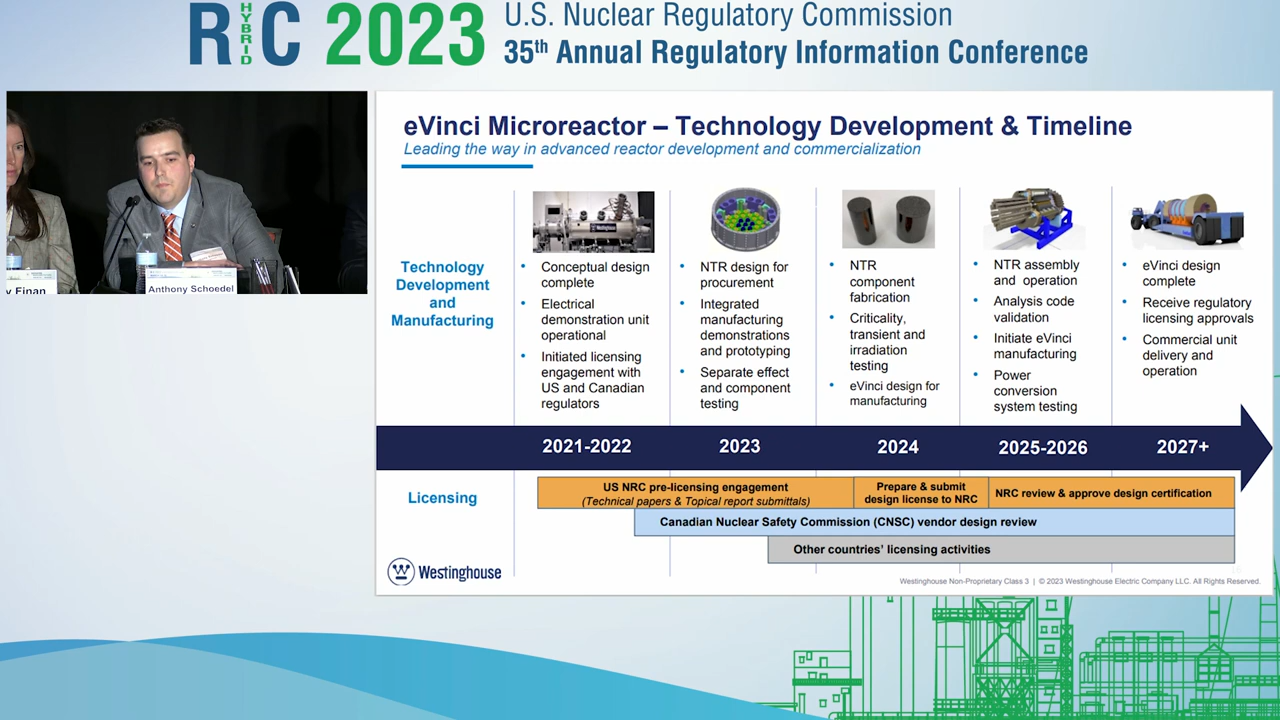 RIC 2023
HYBRID
U.S. Nuclear Regulatory Commission
35th Annual Regulatory Information Conference
eVinci Microreactor – Technology Development & Timeline
Leading the way in advanced reactor development and commercialization
Technology
Development
and
Manufacturing
• Conceptual design
complete
• Electrical
demonstration unit
operational
• Initiated licensing
engagement with
US and Canadian
regulators
• NTR design for
procurement
• Integrated
manufacturing
demonstrations
and prototyping
• Separate effect
and component
testing
• NTR
component
fabrication
• Criticality,
transient and
irradiation
testing
• eVinci design for
manufacturing
• NTR assembly
and operation
• Analysis code
validation
• Initiate eVinci
manufacturing
• Power
conversion
system testing
• eVinci design
complete
• Receive regulatory
licensing approvals
• Commercial unit
delivery and
operation
2021-2022
2023
2024
2025-2026
2027+
Licensing
US NRC pre-licensing engagement
(Technical papers & Topical report submittals)
Prepare & submit
design license to NRC
NRC review & approve design certification
Canadian Nuclear Safety Commission (CNSC) vendor design review
Other countries' licensing activities
Westinghouse
Westinghouse Non-Proprietary Class 3 | © 2023 Westinghouse Electric Company LLC. All Rights Reserved.
y Finan
Anthony Schoedel